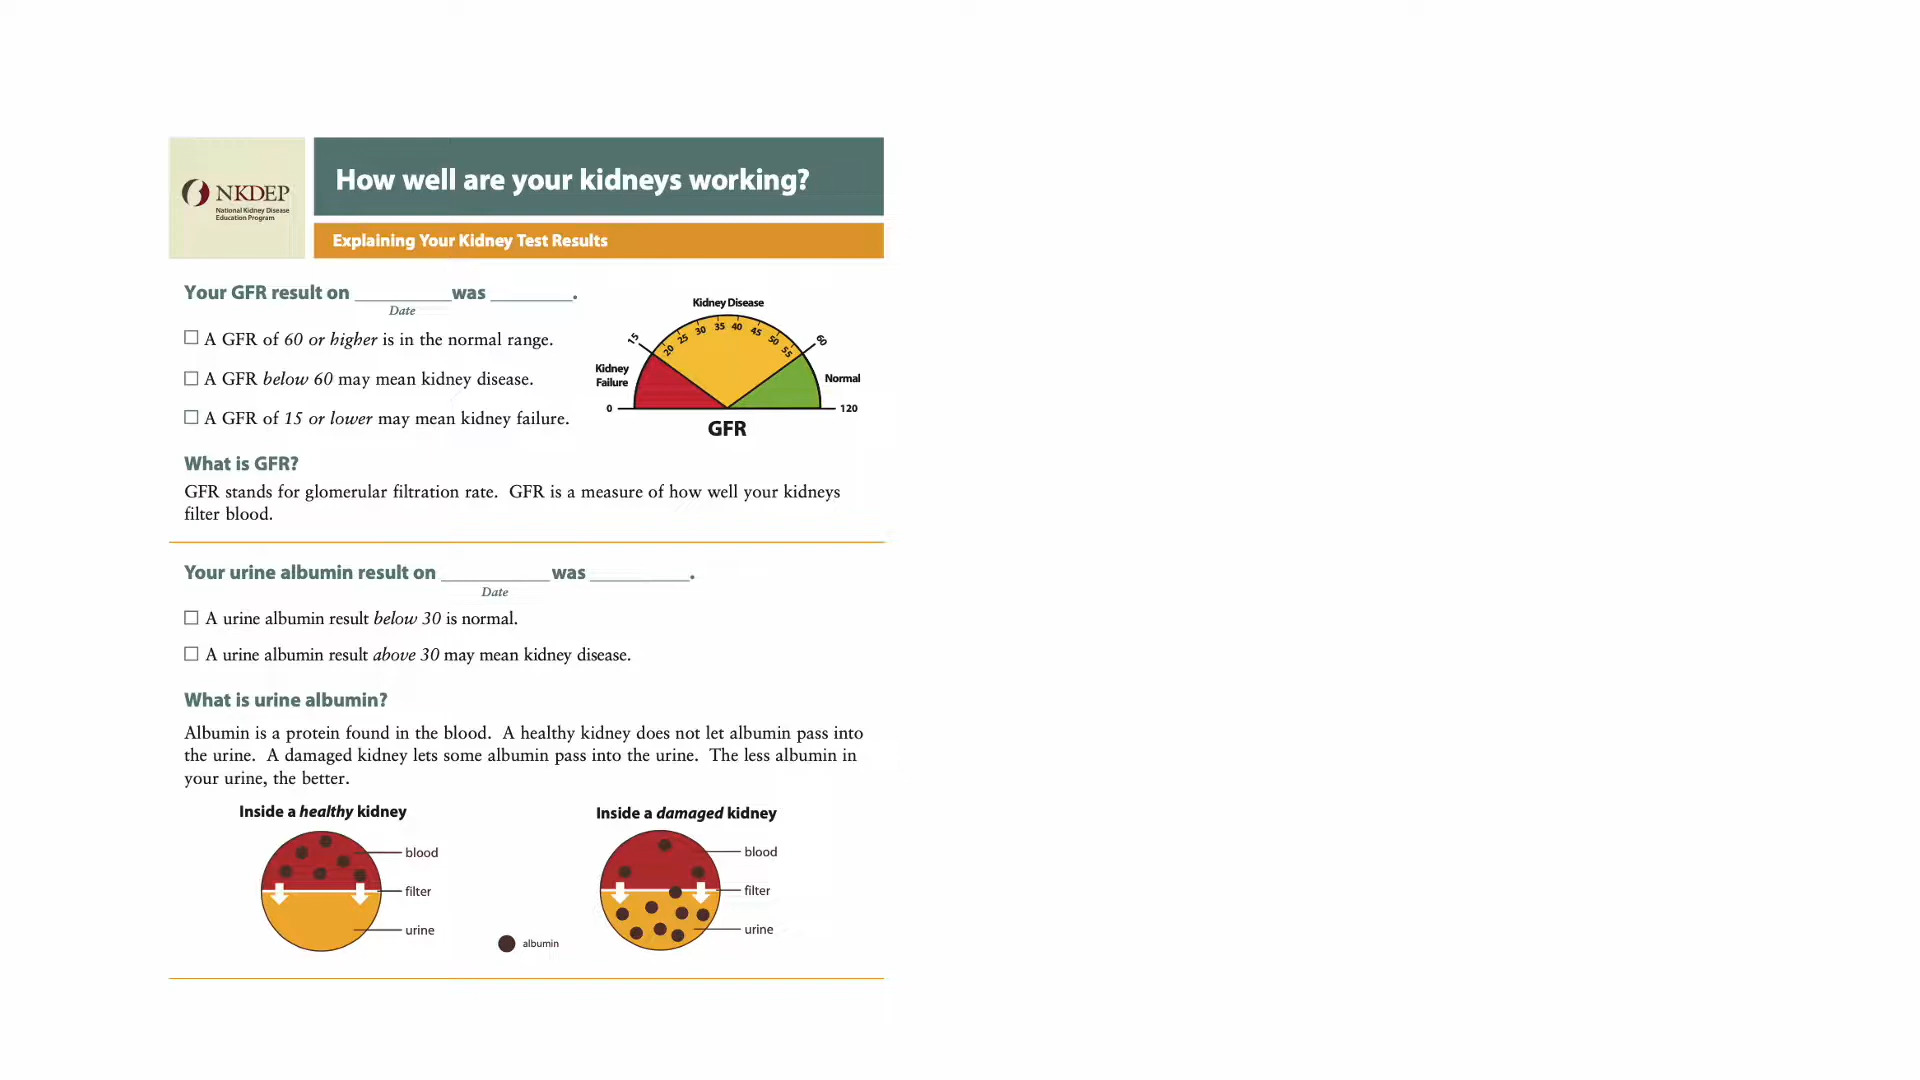 NKDEP
National Kidney Disease
Education Program
How well are your kidneys working?
Explaining Your Kidney Test Results
Your GFR result on __________ was _________.
Date
☐ A GFR of 60 or higher is in the normal range.
☐ A GFR below 60 may mean kidney disease.
☐ A GFR of 15 or lower may mean kidney failure.
Kidney Disease
15 20 25 30 35 40 45 50 55 60
Kidney
Failure
Normal
0
120
GFR
What is GFR?
GFR stands for glomerular filtration rate. GFR is a measure of how well your kidneys
filter blood.
Your urine albumin result on ___________ was __________.
Date
☐ A urine albumin result below 30 is normal.
☐ A urine albumin result above 30 may mean kidney disease.
What is urine albumin?
Albumin is a protein found in the blood. A healthy kidney does not let albumin pass into
the urine. A damaged kidney lets some albumin pass into the urine. The less albumin in
your urine, the better.
Inside a healthy kidney
blood
filter
urine
albumin
Inside a damaged kidney
blood
filter
urine